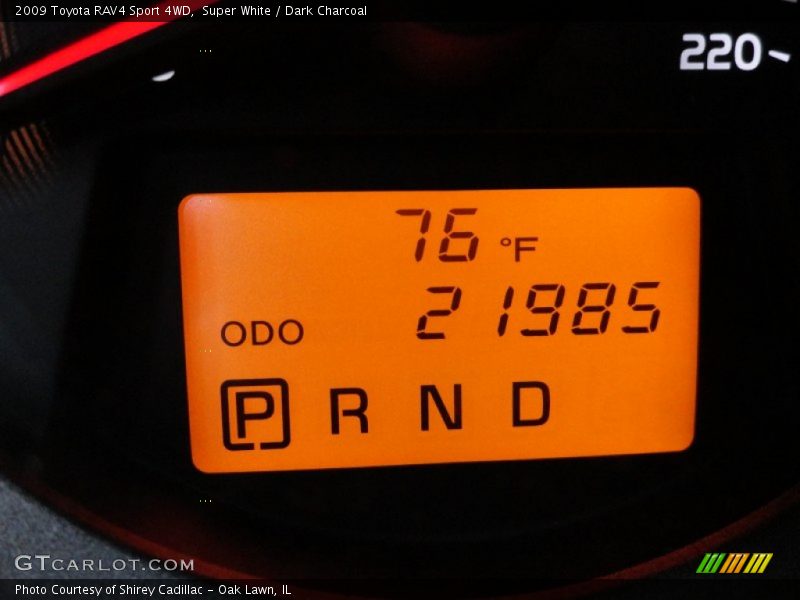 2009 Toyota RAV4 Sport 4WD, Super White / Dark Charcoal
...
220
76 °F
ODO 21985
...
P R N D
...
GTCARLOT.COM
Photo Courtesy of Shirey Cadillac - Oak Lawn, IL